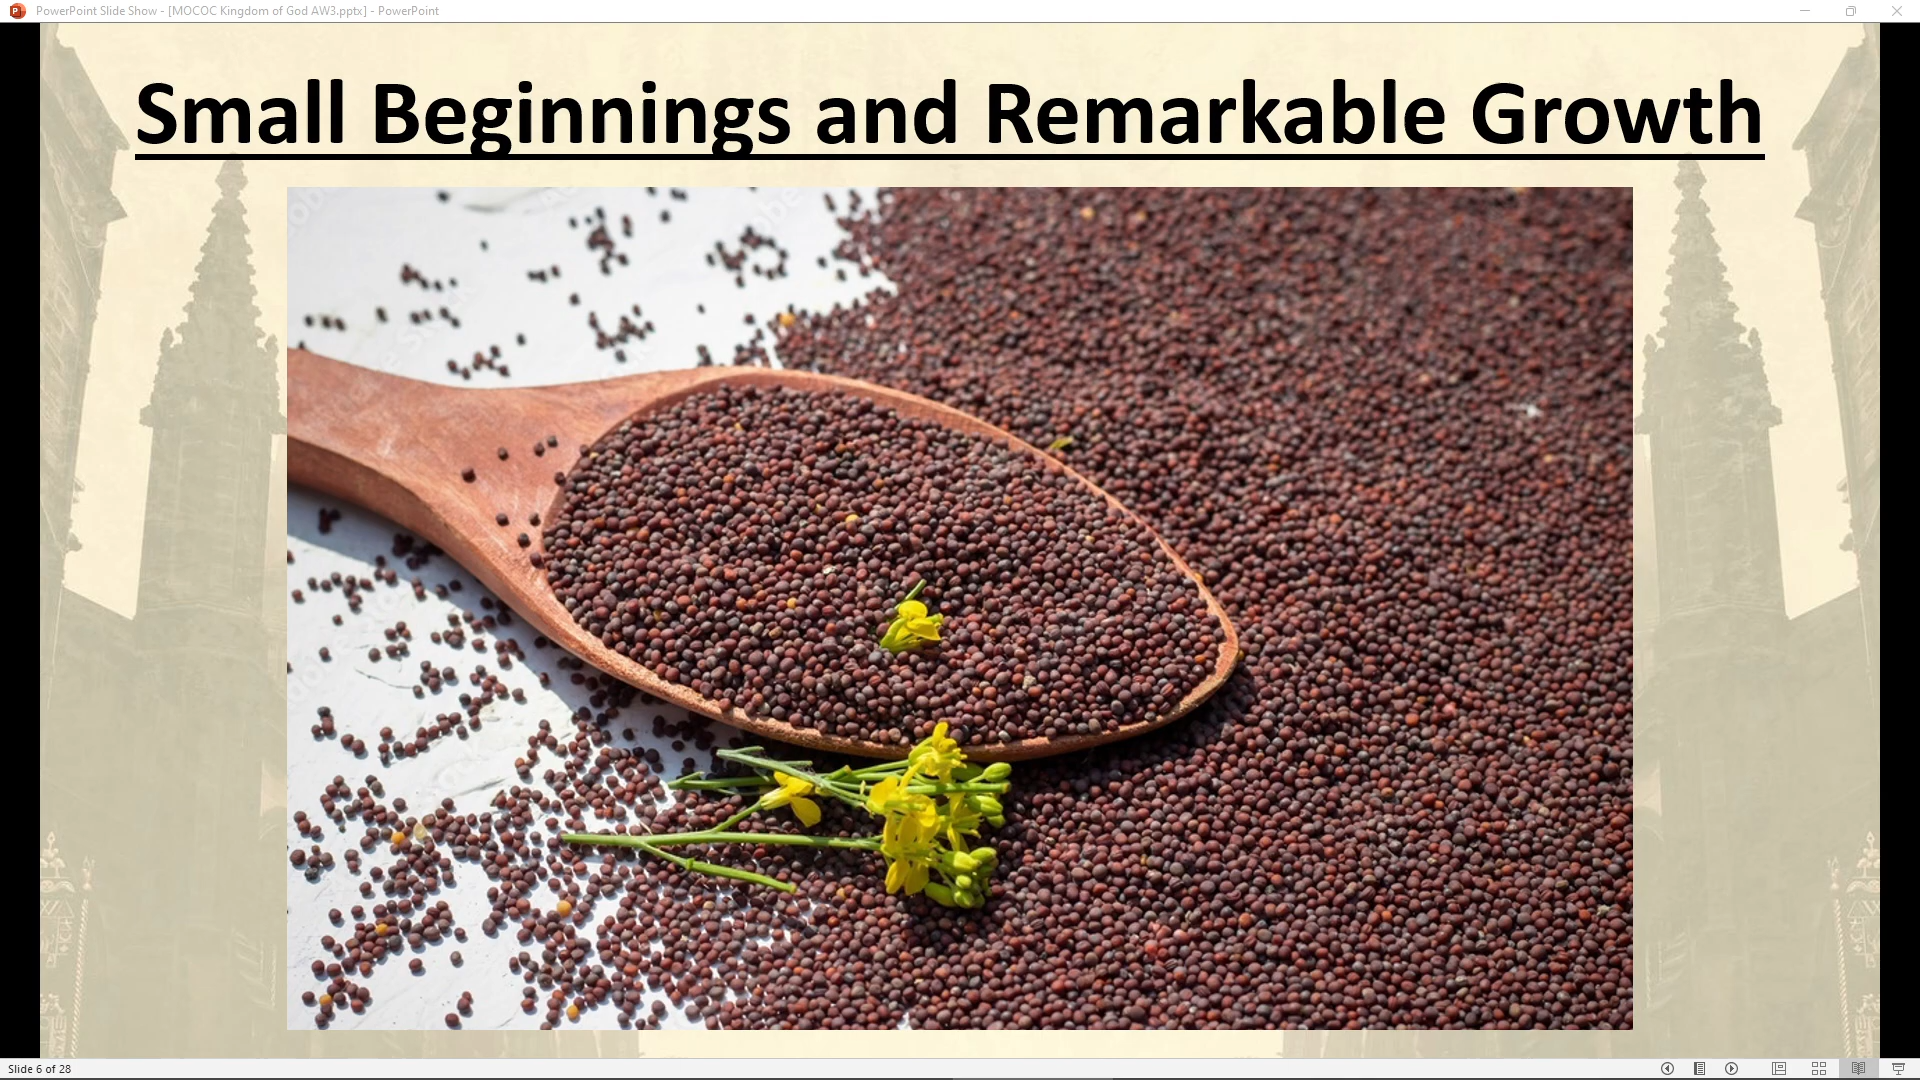 PowerPoint Slide Show - [MOCOC Kingdom of God AW3.pptx] - PowerPoint
Small Beginnings and Remarkable Growth
Slide 6 of 28